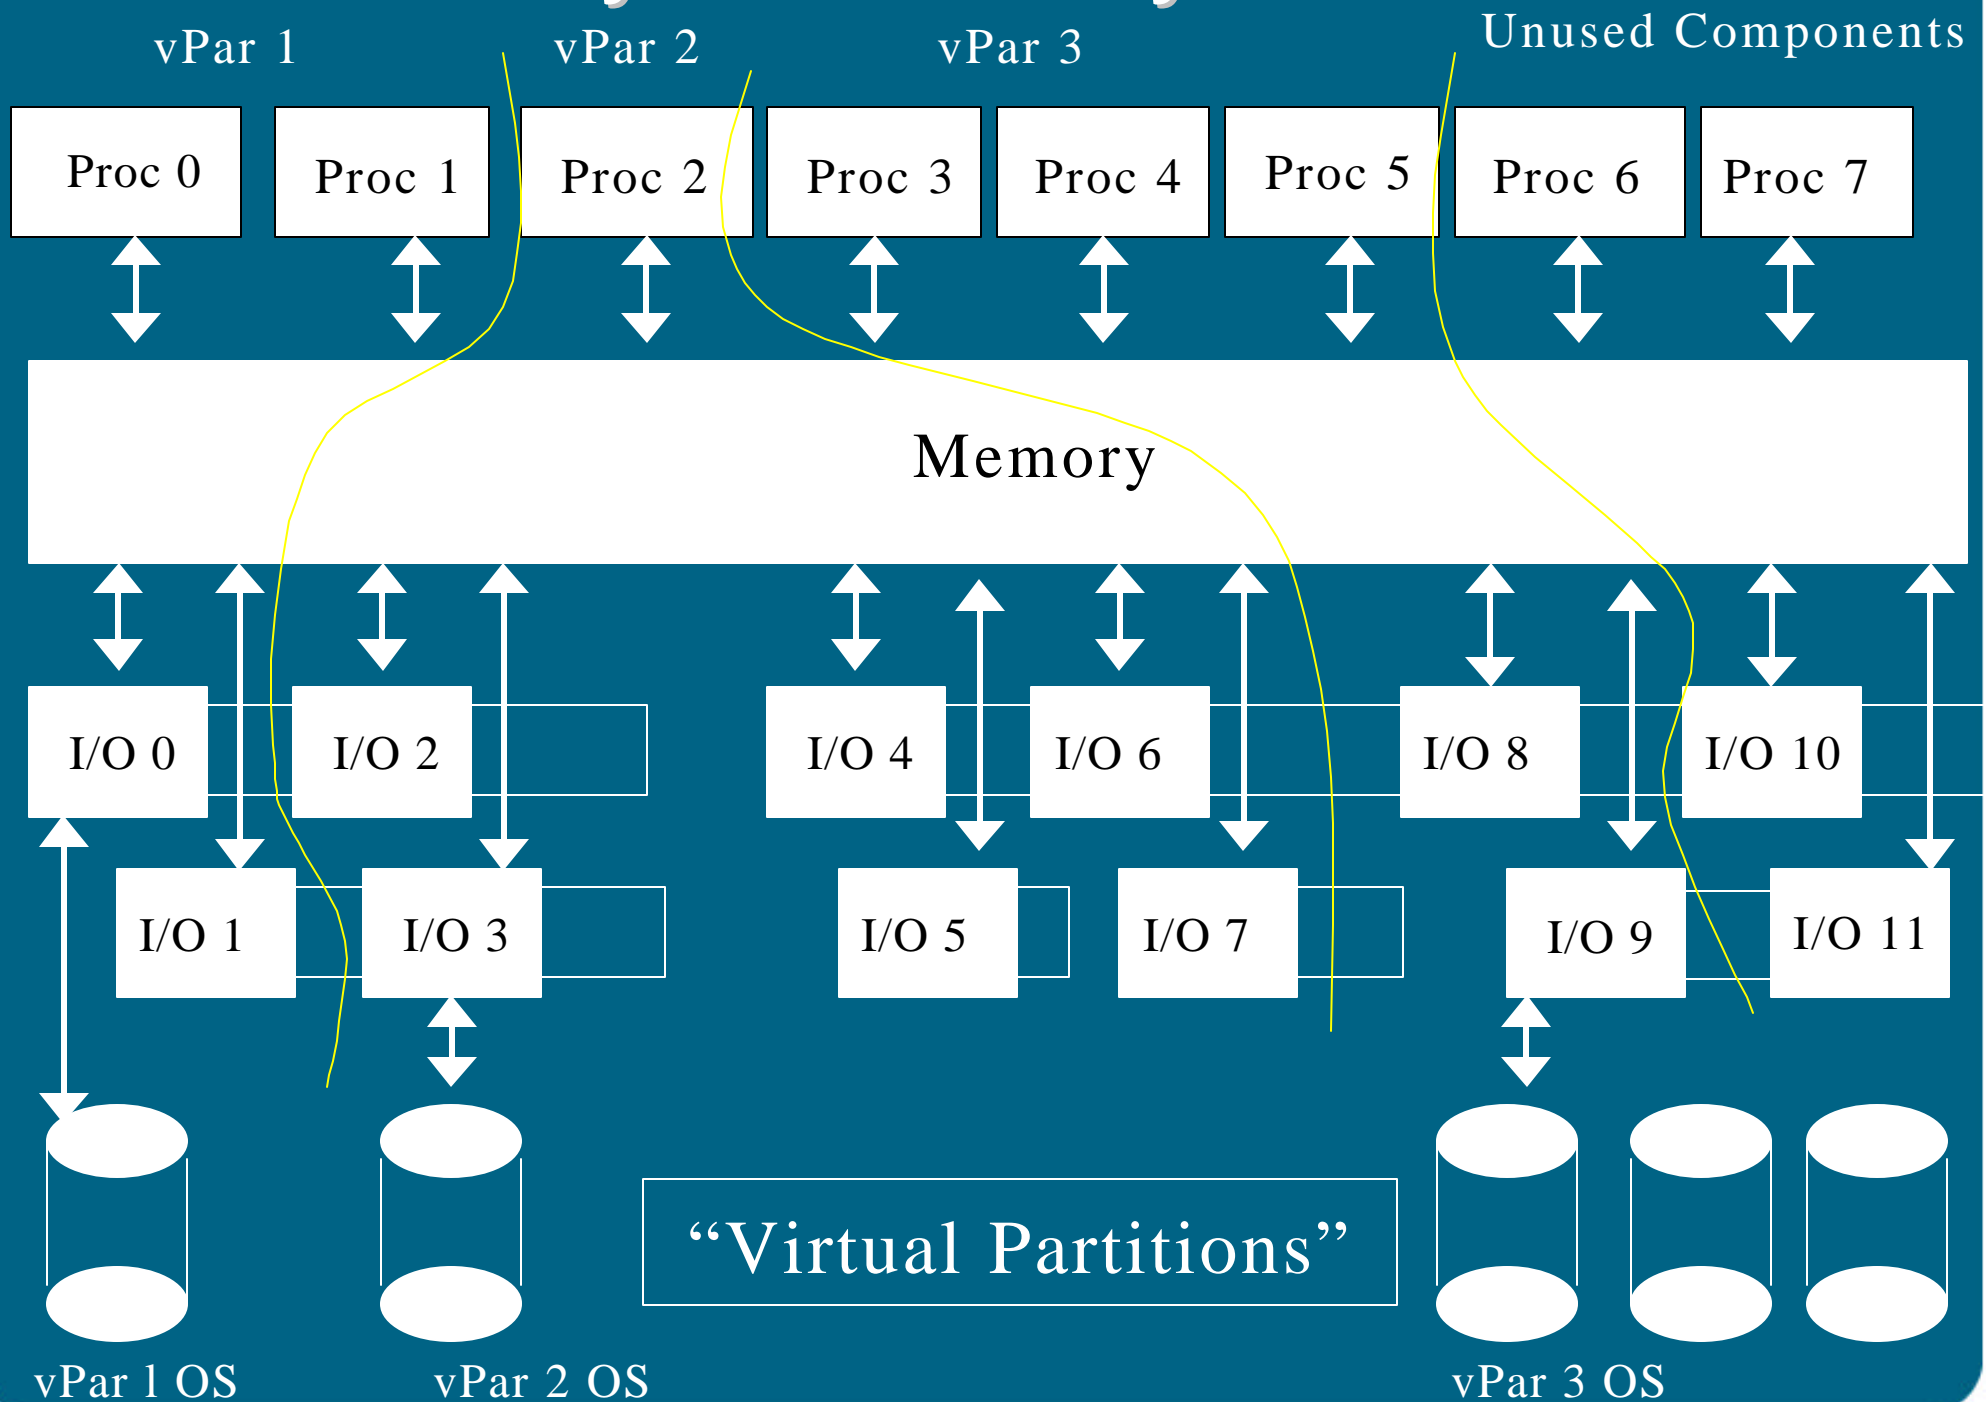 vPar 1 vPar 2 vPar 3 Unused Components
Proc 0 Proc 1 Proc 2 Proc 3 Proc 4 Proc 5 Proc 6 Proc 7
Memory
I/O 0 I/O 2 I/O 4 I/O 6 I/O 8 I/O 10
I/O 1 I/O 3 I/O 5 I/O 7 I/O 9 I/O 11
“Virtual Partitions”
vPar 1 OS vPar 2 OS vPar 3 OS